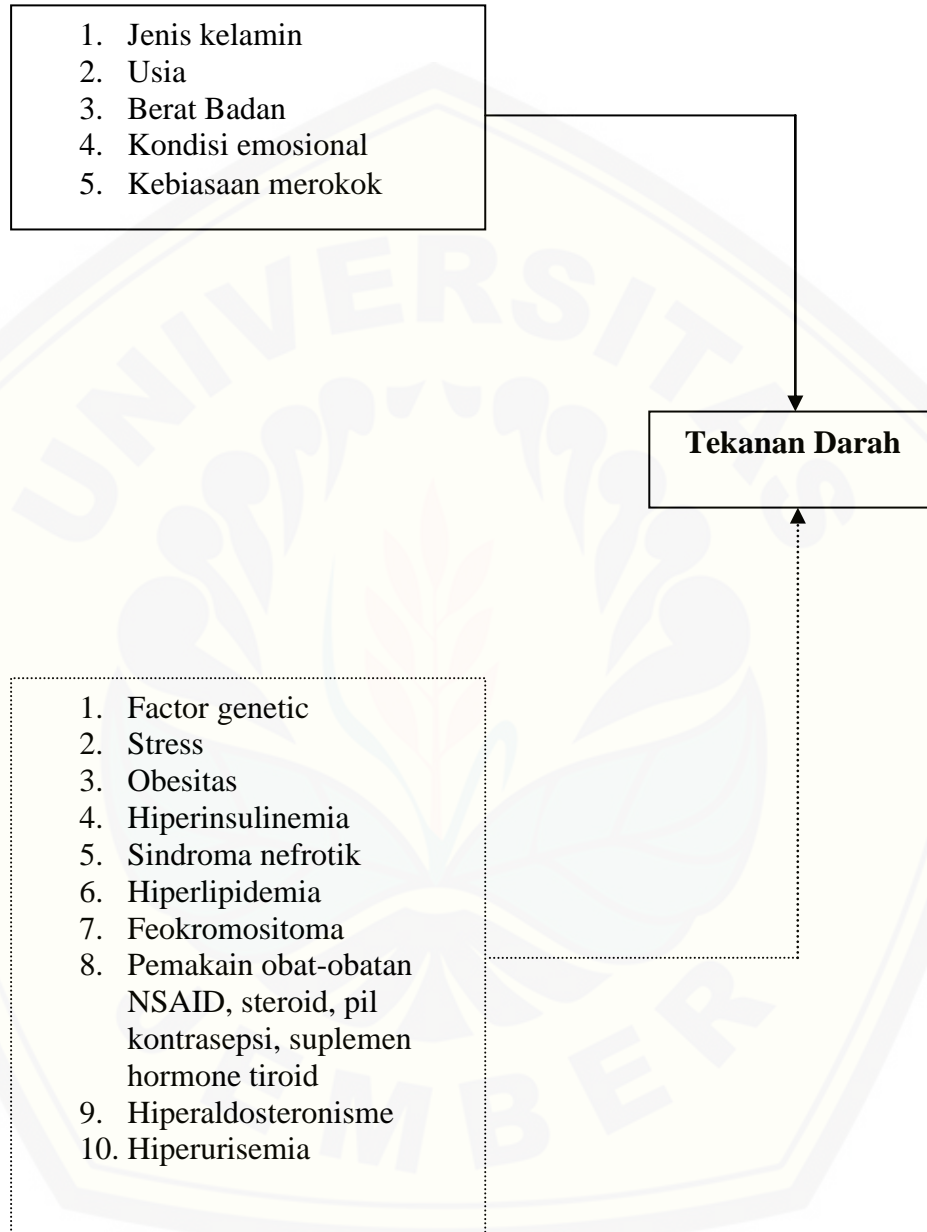 1. Jenis kelamin
2. Usia
3. Berat Badan
4. Kondisi emosional
5. Kebiasaan merokok
Tekanan Darah
1. Factor genetic
2. Stress
3. Obesitas
4. Hiperinsulinemia
5. Sindroma nefrotik
6. Hiperlipidemia
7. Feokromositoma
8. Pemakain obat-obatan
NSAID, steroid, pil
kontrasepsi, suplemen
hormone tiroid
9. Hiperaldosteronisme
10. Hiperurisemia
UNIVERSITAS
EMBER